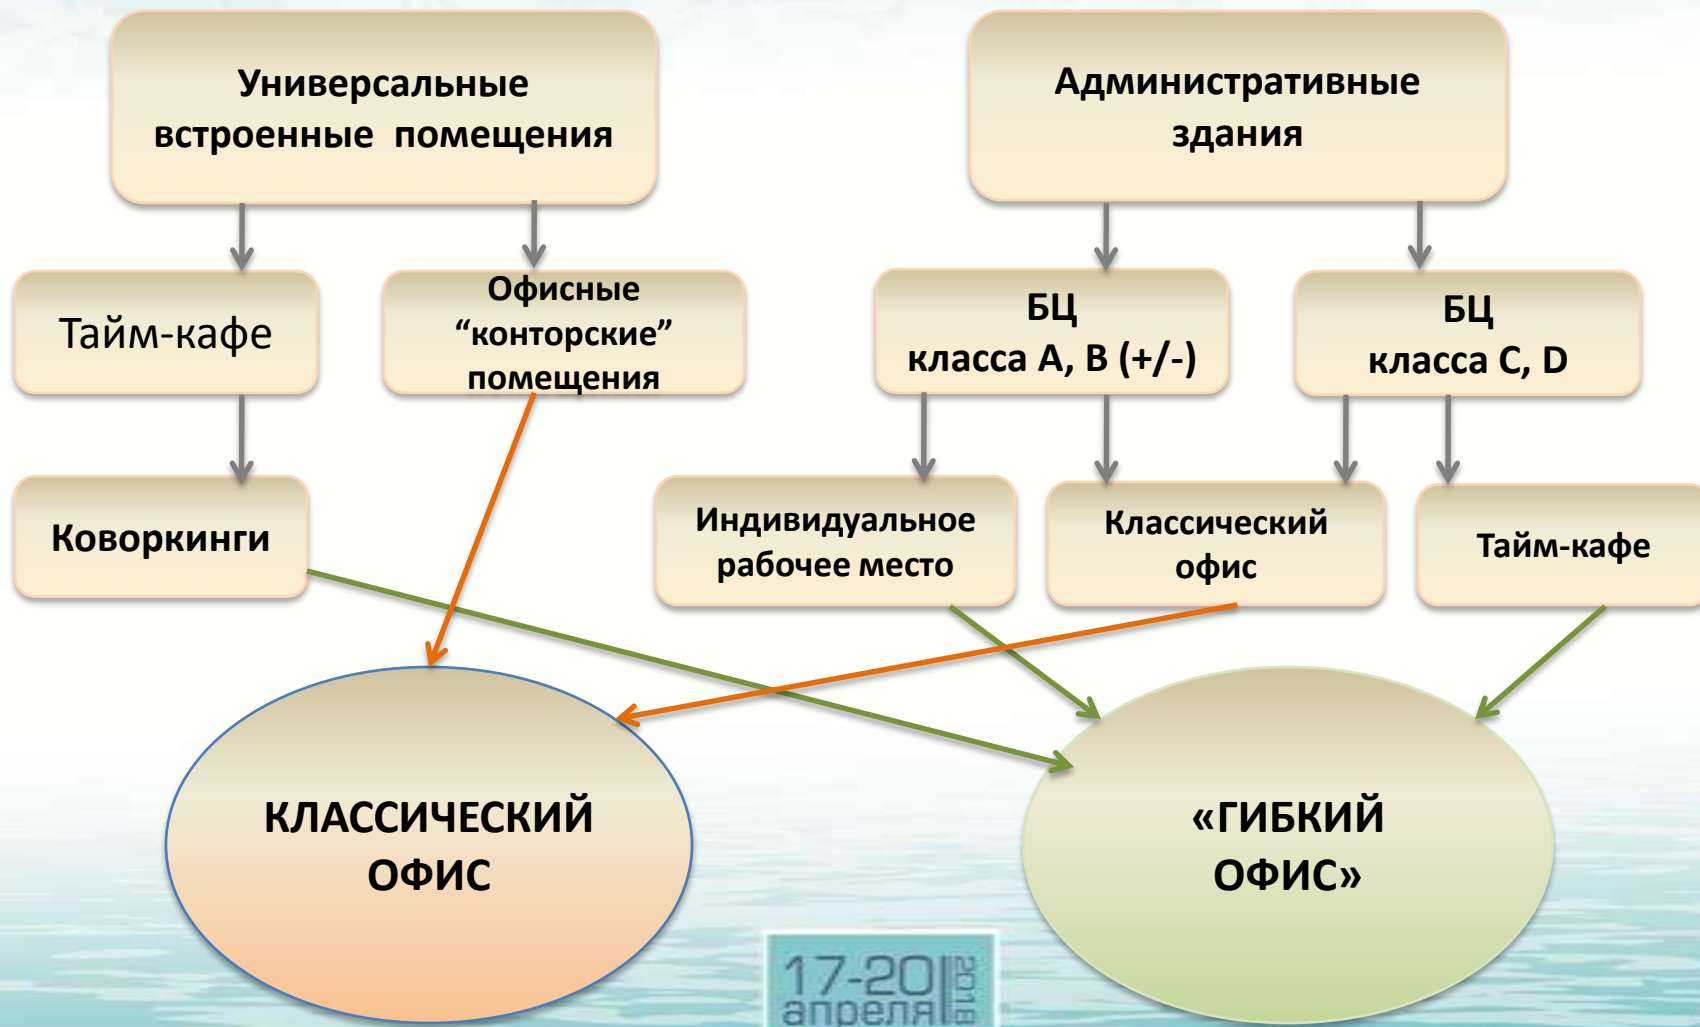 Универсальные
встроенные помещения
Административные
здания
Тайм-кафе
Офисные
“конторские”
помещения
БЦ
класса А, В (+/-)
БЦ
класса С, D
Коворкинги
Индивидуальное
рабочее место
Классический
офис
Тайм-кафе
КЛАССИЧЕСКИЙ
ОФИС
«ГИБКИЙ
ОФИС»
17-20
апреля
2018